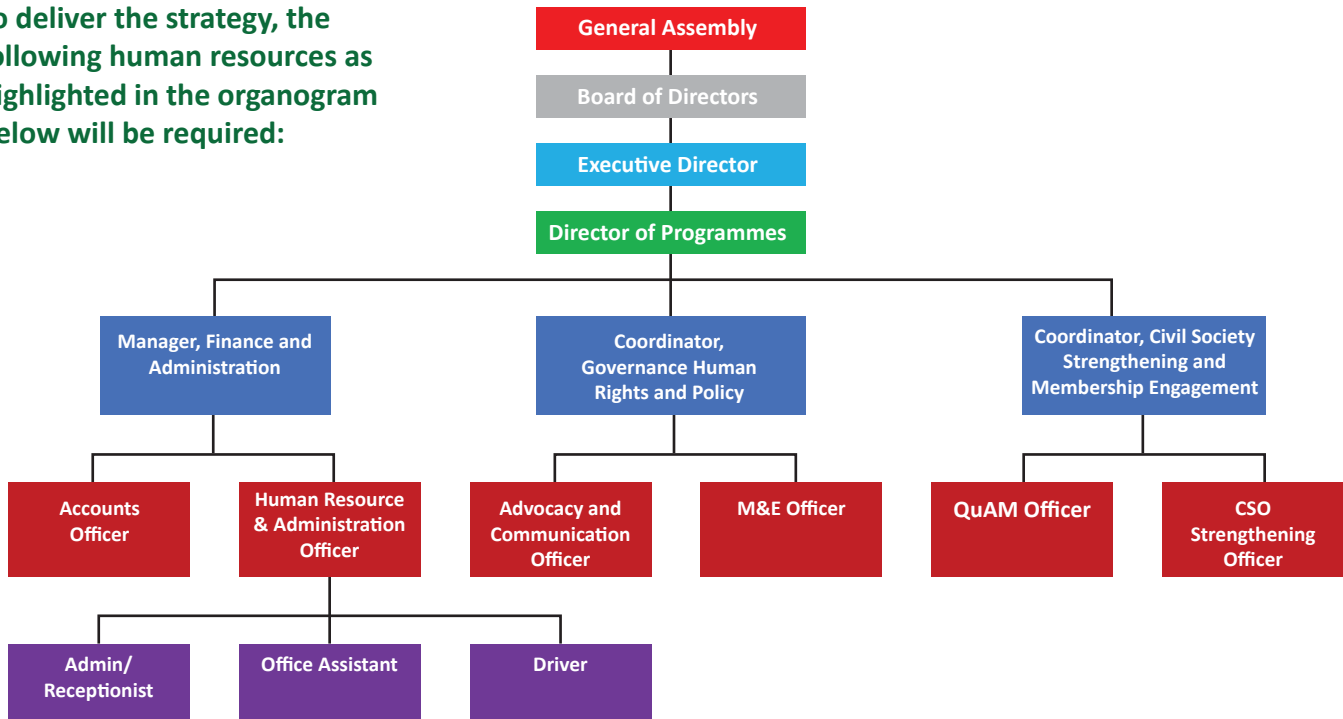 o deliver the strategy, the
ollowing human resources as
ighlighted in the organogram
elow will be required:
General Assembly
Board of Directors
Executive Director
Director of Programmes
Manager, Finance and
Administration
Coordinator,
Governance Human
Rights and Policy
Coordinator, Civil Society
Strengthening and
Membership Engagement
Accounts
Officer
Human Resource
& Administration
Officer
Advocacy and
Communication
Officer
M&E Officer
QuAM Officer
CSO
Strengthening
Officer
Admin/
Receptionist
Office Assistant
Driver